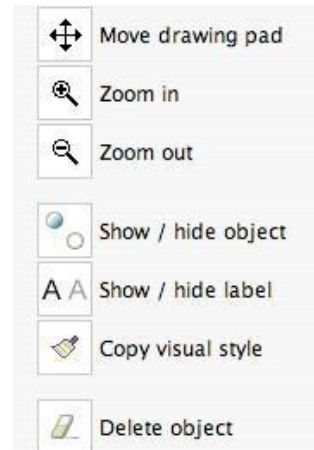 Move drawing pad
Zoom in
Zoom out
Show / hide object
A A Show / hide label
Copy visual style
Delete object